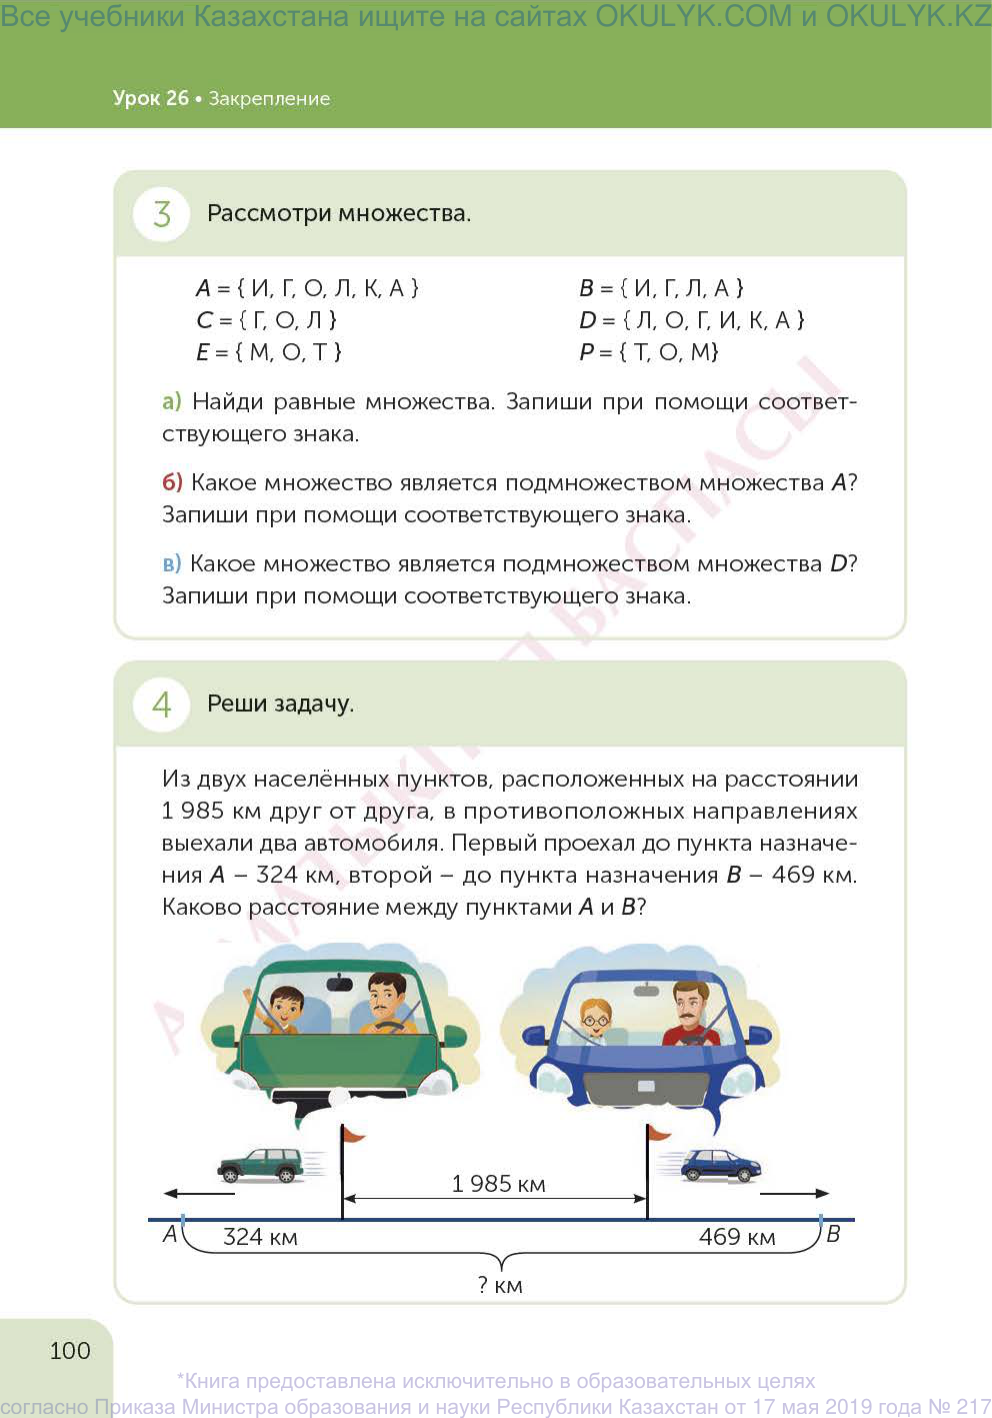 Все учебники Казахстана ищите на сайтах OKULYK.COM и OKULYK.KZ
Урок 26 • Закрепление
3 Рассмотри множества.
A = { И, Г, О, Л, К, А } B = { И, Г, Л, А }
C = { Г, О, Л } D = { Л, О, Г, И, К, А }
E = { М, О, Т } P = { Т, О, М}
а) Найди равные множества. Запиши при помощи соответ-
ствующего знака.
б) Какое множество является подмножеством множества A?
Запиши при помощи соответствующего знака.
в) Какое множество является подмножеством множества D?
Запиши при помощи соответствующего знака.
4 Реши задачу.
Из двух населённых пунктов, расположенных на расстоянии
1 985 км друг от друга, в противоположных направлениях
выехали два автомобиля. Первый проехал до пункта назначе-
ния A – 324 км, второй – до пункта назначения B – 469 км.
Каково расстояние между пунктами A и B?
1 985 км
A 324 км 469 км B
? км
100
*Книга предоставлена исключительно в образовательных целях
согласно Приказа Министра образования и науки Республики Казахстан от 17 мая 2019 года № 217